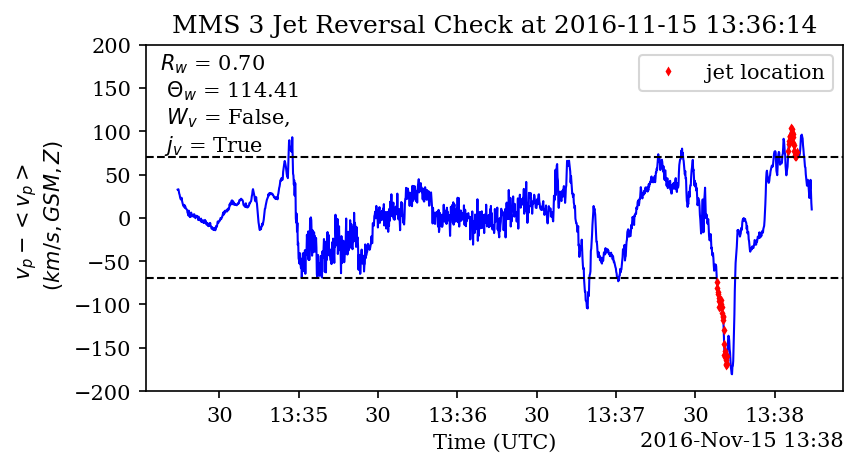 MMS 3 Jet Reversal Check at 2016-11-15 13:36:14
R_w = 0.70
Θ_w = 114.41
W_v = False,
j_v = True
jet location
v_p − < v_p >
(km/s, GSM, Z)
200
150
100
50
0
−50
−100
−150
−200
30 13:35 30 13:36 30 13:37 30 13:38
Time (UTC)
2016-Nov-15 13:38